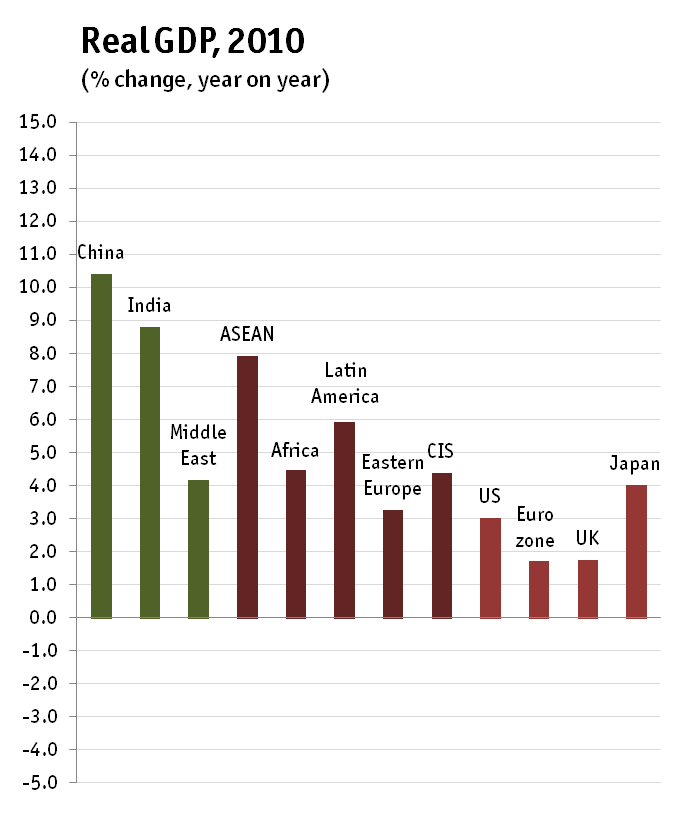 Real GDP, 2010
(% change, year on year)
15.0
14.0
13.0
12.0
11.0
10.0
9.0
8.0
7.0
6.0
5.0
4.0
3.0
2.0
1.0
0.0
-1.0
-2.0
-3.0
-4.0
-5.0
China
India
Middle
East
ASEAN
Africa
Latin
America
Eastern
Europe
CIS
US
Euro
zone
UK
Japan